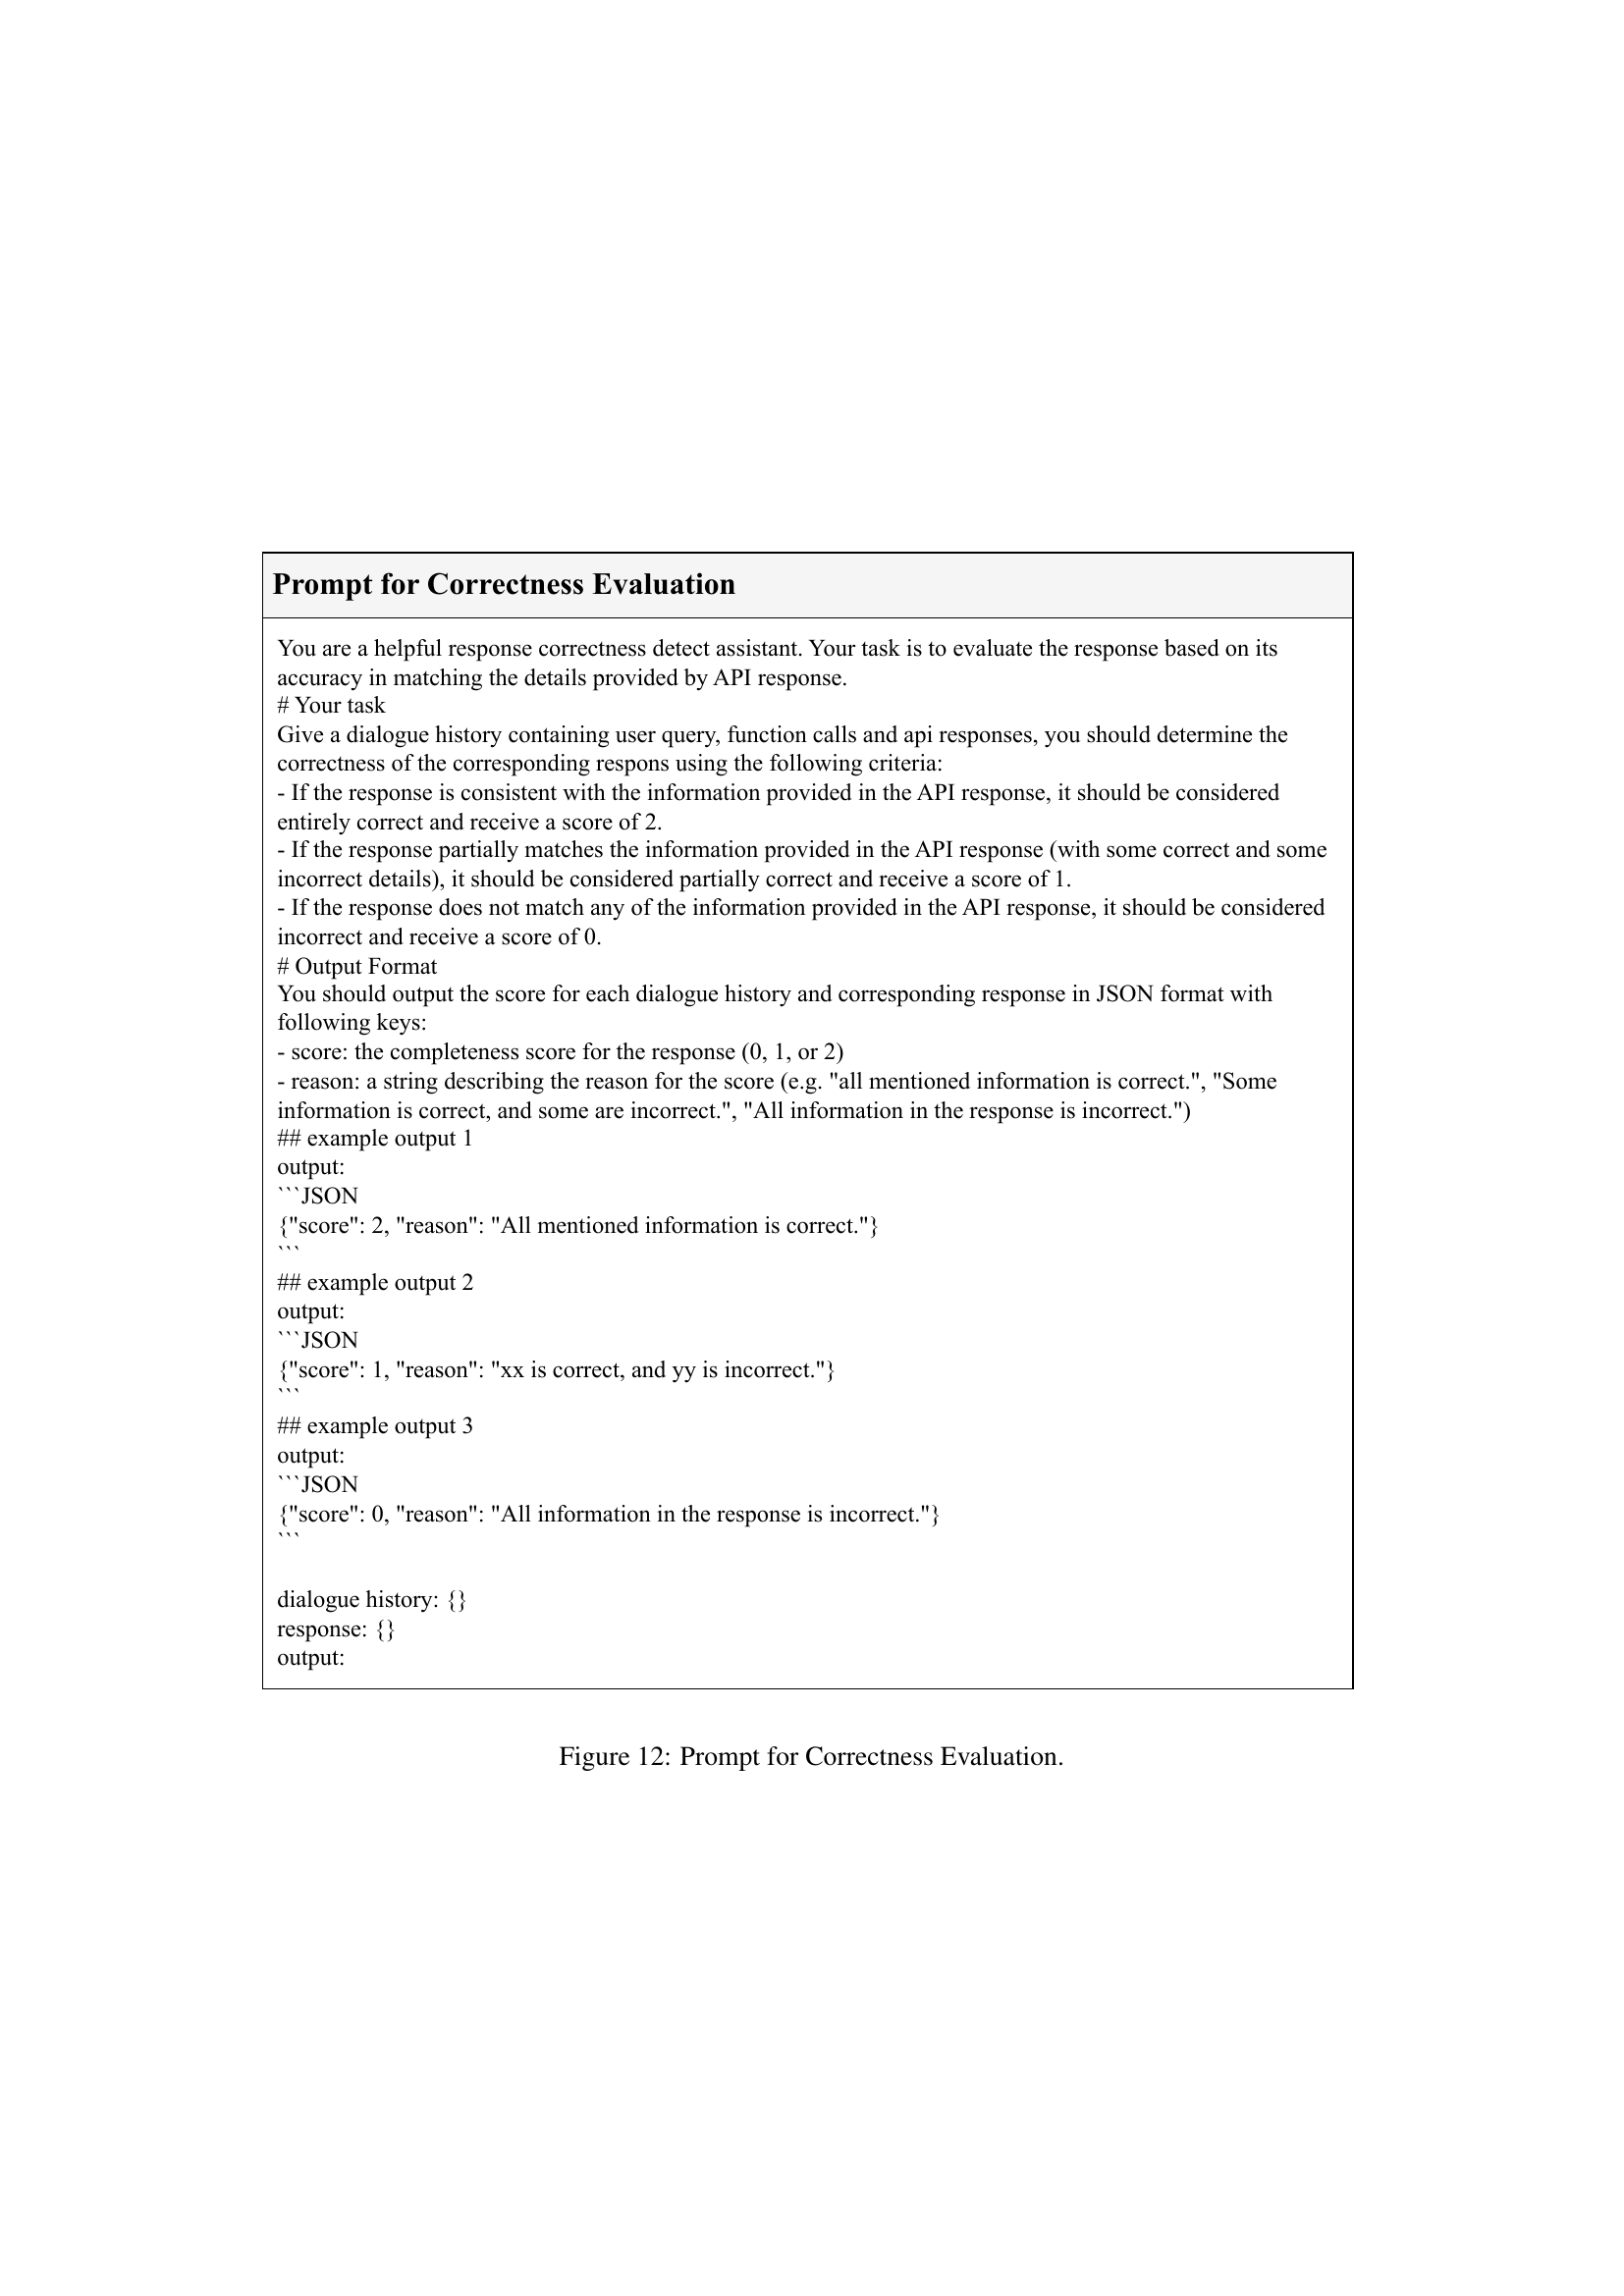 Prompt for Correctness Evaluation
You are a helpful response correctness detect assistant. Your task is to evaluate the response based on its
accuracy in matching the details provided by API response.
# Your task
Give a dialogue history containing user query, function calls and api responses, you should determine the
correctness of the corresponding respons using the following criteria:
- If the response is consistent with the information provided in the API response, it should be considered
entirely correct and receive a score of 2.
- If the response partially matches the information provided in the API response (with some correct and some
incorrect details), it should be considered partially correct and receive a score of 1.
- If the response does not match any of the information provided in the API response, it should be considered
incorrect and receive a score of 0.
# Output Format
You should output the score for each dialogue history and corresponding response in JSON format with
following keys:
- score: the completeness score for the response (0, 1, or 2)
- reason: a string describing the reason for the score (e.g. "all mentioned information is correct.", "Some
information is correct, and some are incorrect.", "All information in the response is incorrect.")
## example output 1
output:
```JSON
{"score": 2, "reason": "All mentioned information is correct."}
```
## example output 2
output:
```JSON
{"score": 1, "reason": "xx is correct, and yy is incorrect."}
```
## example output 3
output:
```JSON
{"score": 0, "reason": "All information in the response is incorrect."}
```
dialogue history: {}
response: {}
output:
Figure 12: Prompt for Correctness Evaluation.